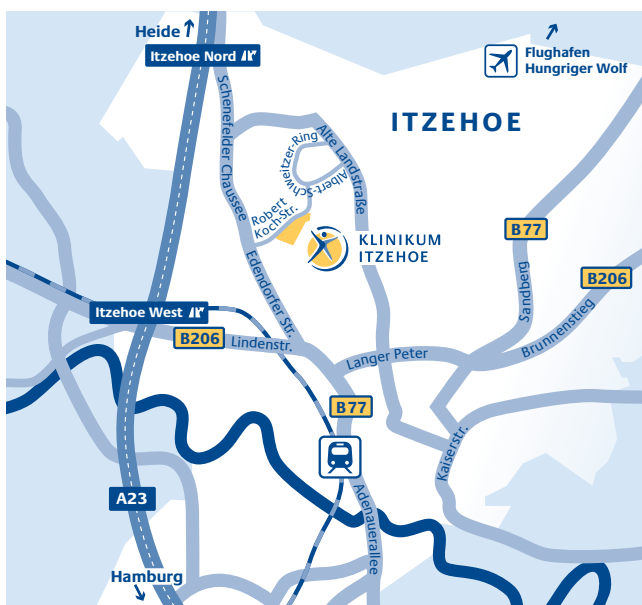 Heide
Itzehoe Nord
Flughafen
Hungriger Wolf
ITZEHOE
Schenefelder Chaussee
Alte Landstraße
Albert-Schweitzer-Ring
Robert
Koch-Str.
KLINIKUM
ITZEHOE
B77
B206
Sandberg
Brunnenstieg
Edendorfer Str.
Itzehoe West
B206
Lindenstr.
Langer Peter
B77
Kaiserstr.
A23
Adenauerallee
Hamburg